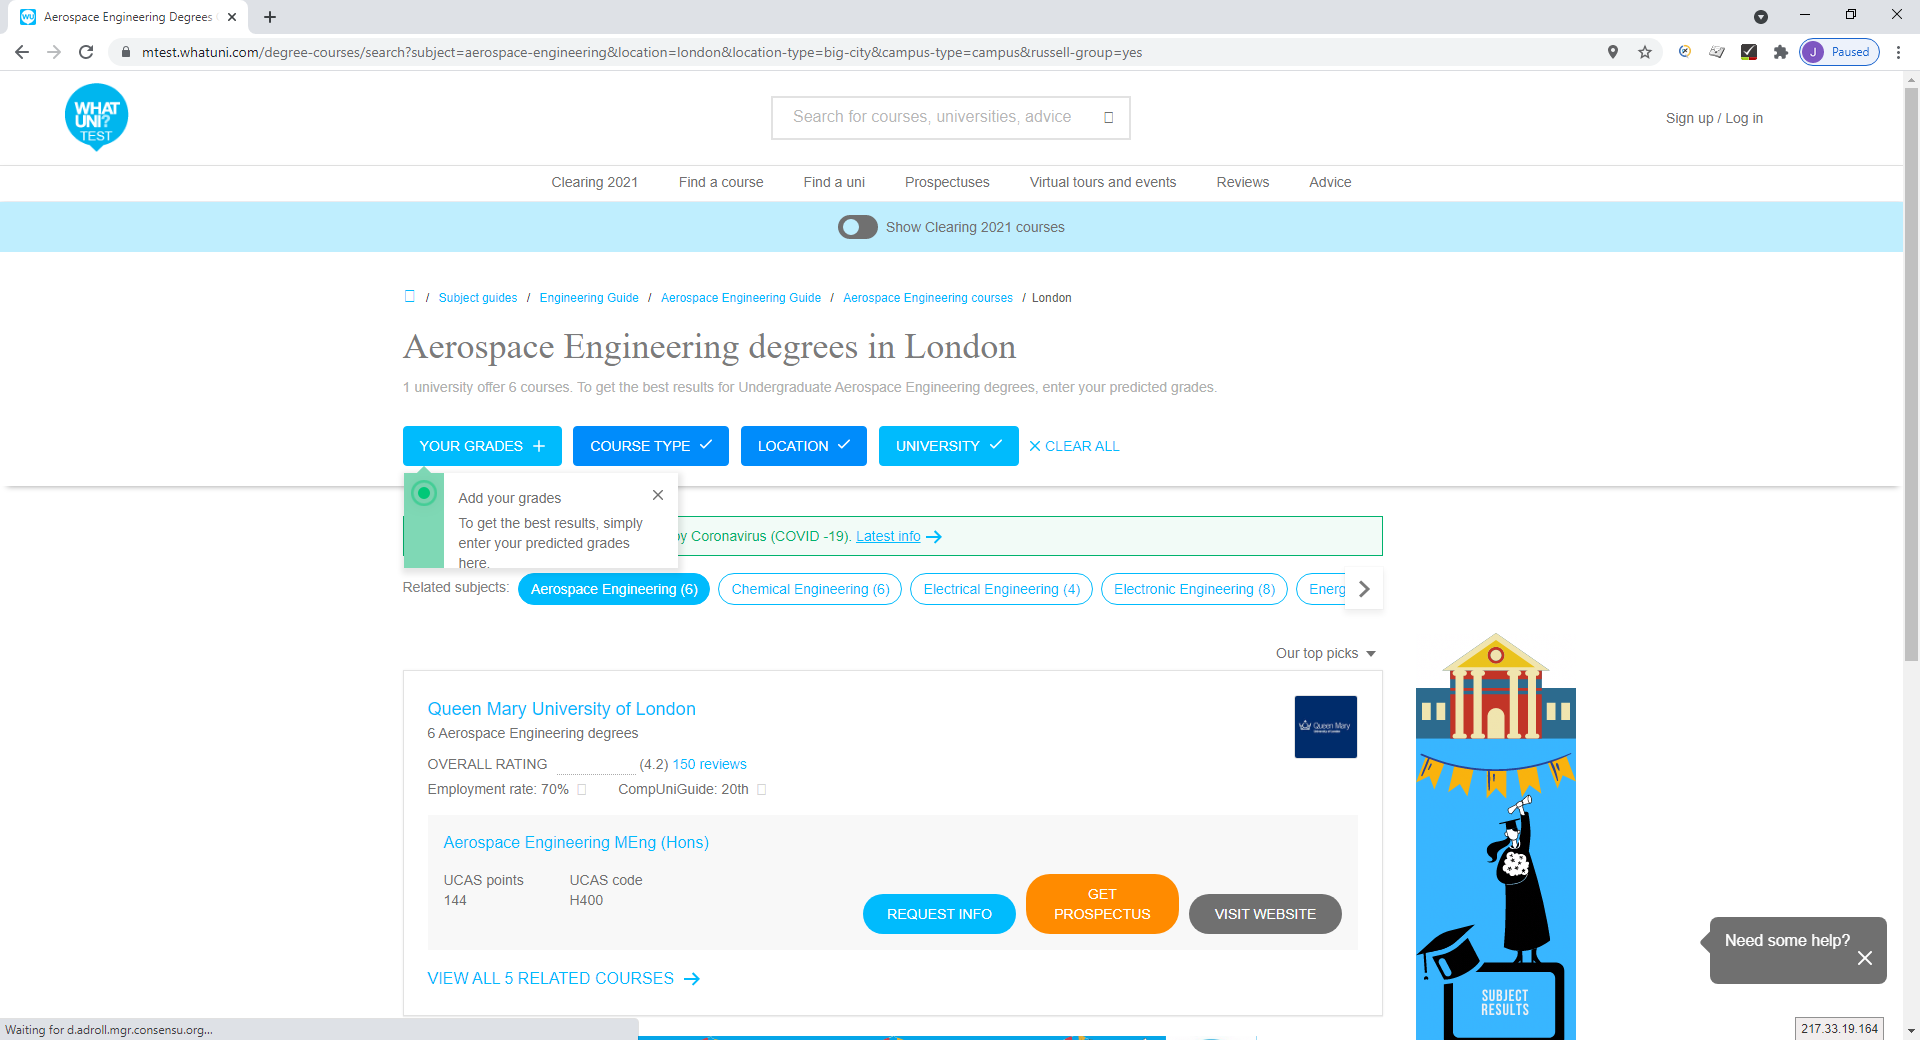 Aerospace Engineering Degrees
mtest.whatuni.com/degree-courses/search?subject=aerospace-engineering&location=london&location-type=big-city&campus-type=campus&russell-group=yes
J Paused
WHAT
UNI?
TEST
Search for courses, universities, advice
Sign up / Log in
Clearing 2021 Find a course Find a uni Prospectuses Virtual tours and events Reviews Advice
Show Clearing 2021 courses
/ Subject guides / Engineering Guide / Aerospace Engineering Guide / Aerospace Engineering courses / London
Aerospace Engineering degrees in London
1 university offer 6 courses. To get the best results for Undergraduate Aerospace Engineering degrees, enter your predicted grades.
YOUR GRADES COURSE TYPE LOCATION UNIVERSITY CLEAR ALL
Add your grades
To get the best results, simply
enter your predicted grades
here.
by Coronavirus (COVID -19). Latest info
Related subjects: Aerospace Engineering (6) Chemical Engineering (6) Electrical Engineering (4) Electronic Engineering (8) Energ
Our top picks
Queen Mary University of London
6 Aerospace Engineering degrees
Queen Mary
OVERALL RATING (4.2) 150 reviews
Employment rate: 70% CompUniGuide: 20th
Aerospace Engineering MEng (Hons)
UCAS points UCAS code
144 H400
REQUEST INFO
GET
PROSPECTUS
VISIT WEBSITE
VIEW ALL 5 RELATED COURSES
SUBJECT
RESULTS
Need some help?
Waiting for d.adroll.mgr.consensu.org...
217.33.19.164